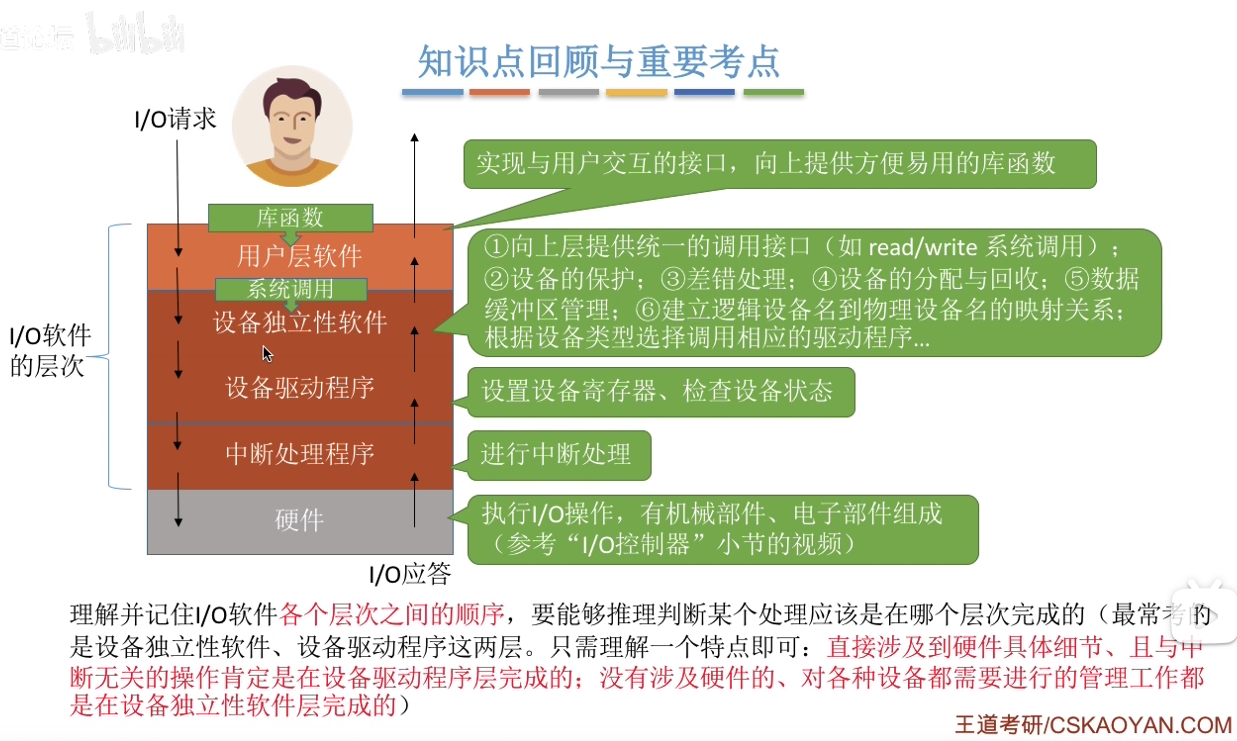 bilibili
知识点回顾与重要考点
I/O请求
实现与用户交互的接口，向上提供方便易用的库函数
库函数
用户层软件
系统调用
①向上层提供统一的调用接口（如 read/write 系统调用）；
②设备的保护；③差错处理；④设备的分配与回收；⑤数据
缓冲区管理；⑥建立逻辑设备名到物理设备名的映射关系；
根据设备类型选择调用相应的驱动程序...
I/O软件
的层次
设备独立性软件
设备驱动程序
设置设备寄存器、检查设备状态
中断处理程序
进行中断处理
硬件
执行I/O操作，有机械部件、电子部件组成
（参考“I/O控制器”小节的视频）
I/O应答
理解并记住I/O软件各个层次之间的顺序，要能够推理判断某个处理应该是在哪个层次完成的（最常考的
是设备独立性软件、设备驱动程序这两层。只需理解一个特点即可：直接涉及到硬件具体细节、且与中
断无关的操作肯定是在设备驱动程序层完成的；没有涉及硬件的、对各种设备都需要进行的管理工作都
是在设备独立性软件层完成的）
王道考研/CSKAOYAN.COM